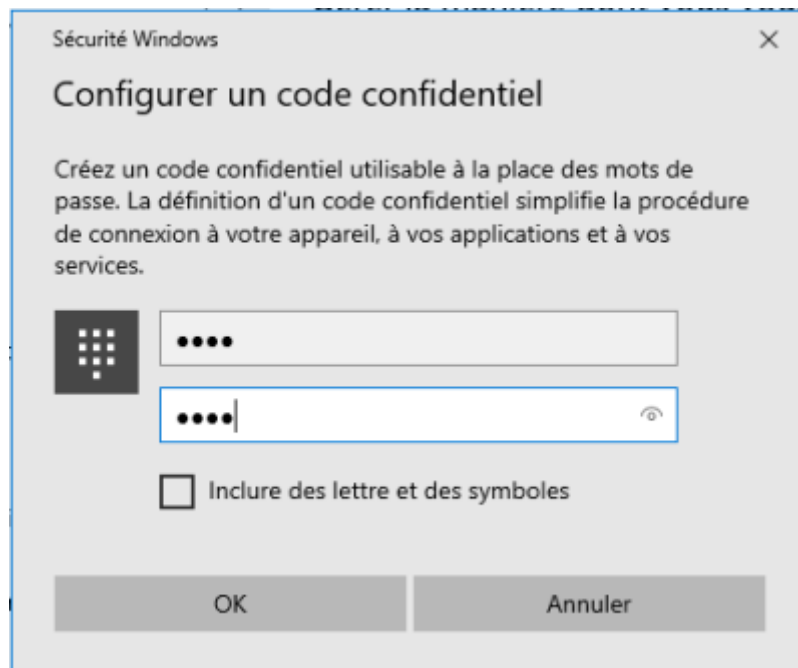 Sécurité Windows
Configurer un code confidentiel
Créez un code confidentiel utilisable à la place des mots de
passe. La définition d'un code confidentiel simplifie la procédure
de connexion à votre appareil, à vos applications et à vos
services.
••••
••••
Inclure des lettre et des symboles
OK
Annuler